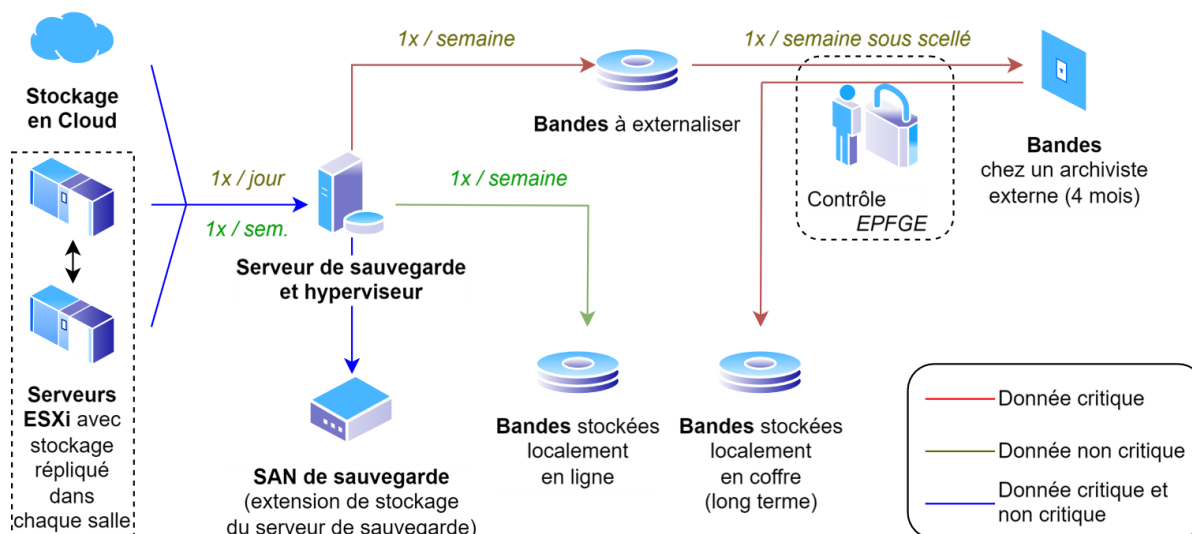 1x / semaine
1x / semaine sous scellé
Stockage
en Cloud
Bandes à externaliser
Bandes
chez un archiviste
externe (4 mois)
Contrôle
EPFGE
1x / jour
1x / sem.
1x / semaine
Serveur de sauvegarde
et hyperviseur
Serveurs
ESXi avec
stockage
répliqué
dans
chaque salle
SAN de sauvegarde
(extension de stockage
du serveur de sauvegarde)
Bandes stockées
localement
en ligne
Bandes stockées
localement
en coffre
(long terme)
Donnée critique
Donnée non critique
Donnée critique et
non critique